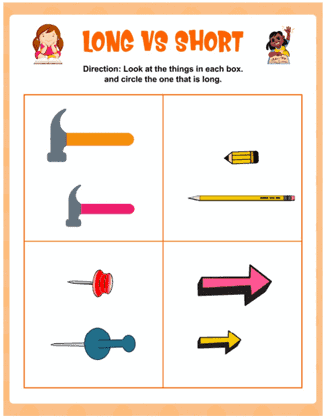 LONG VS SHORT
Direction: Look at the things in each box.
and circle the one that is long.